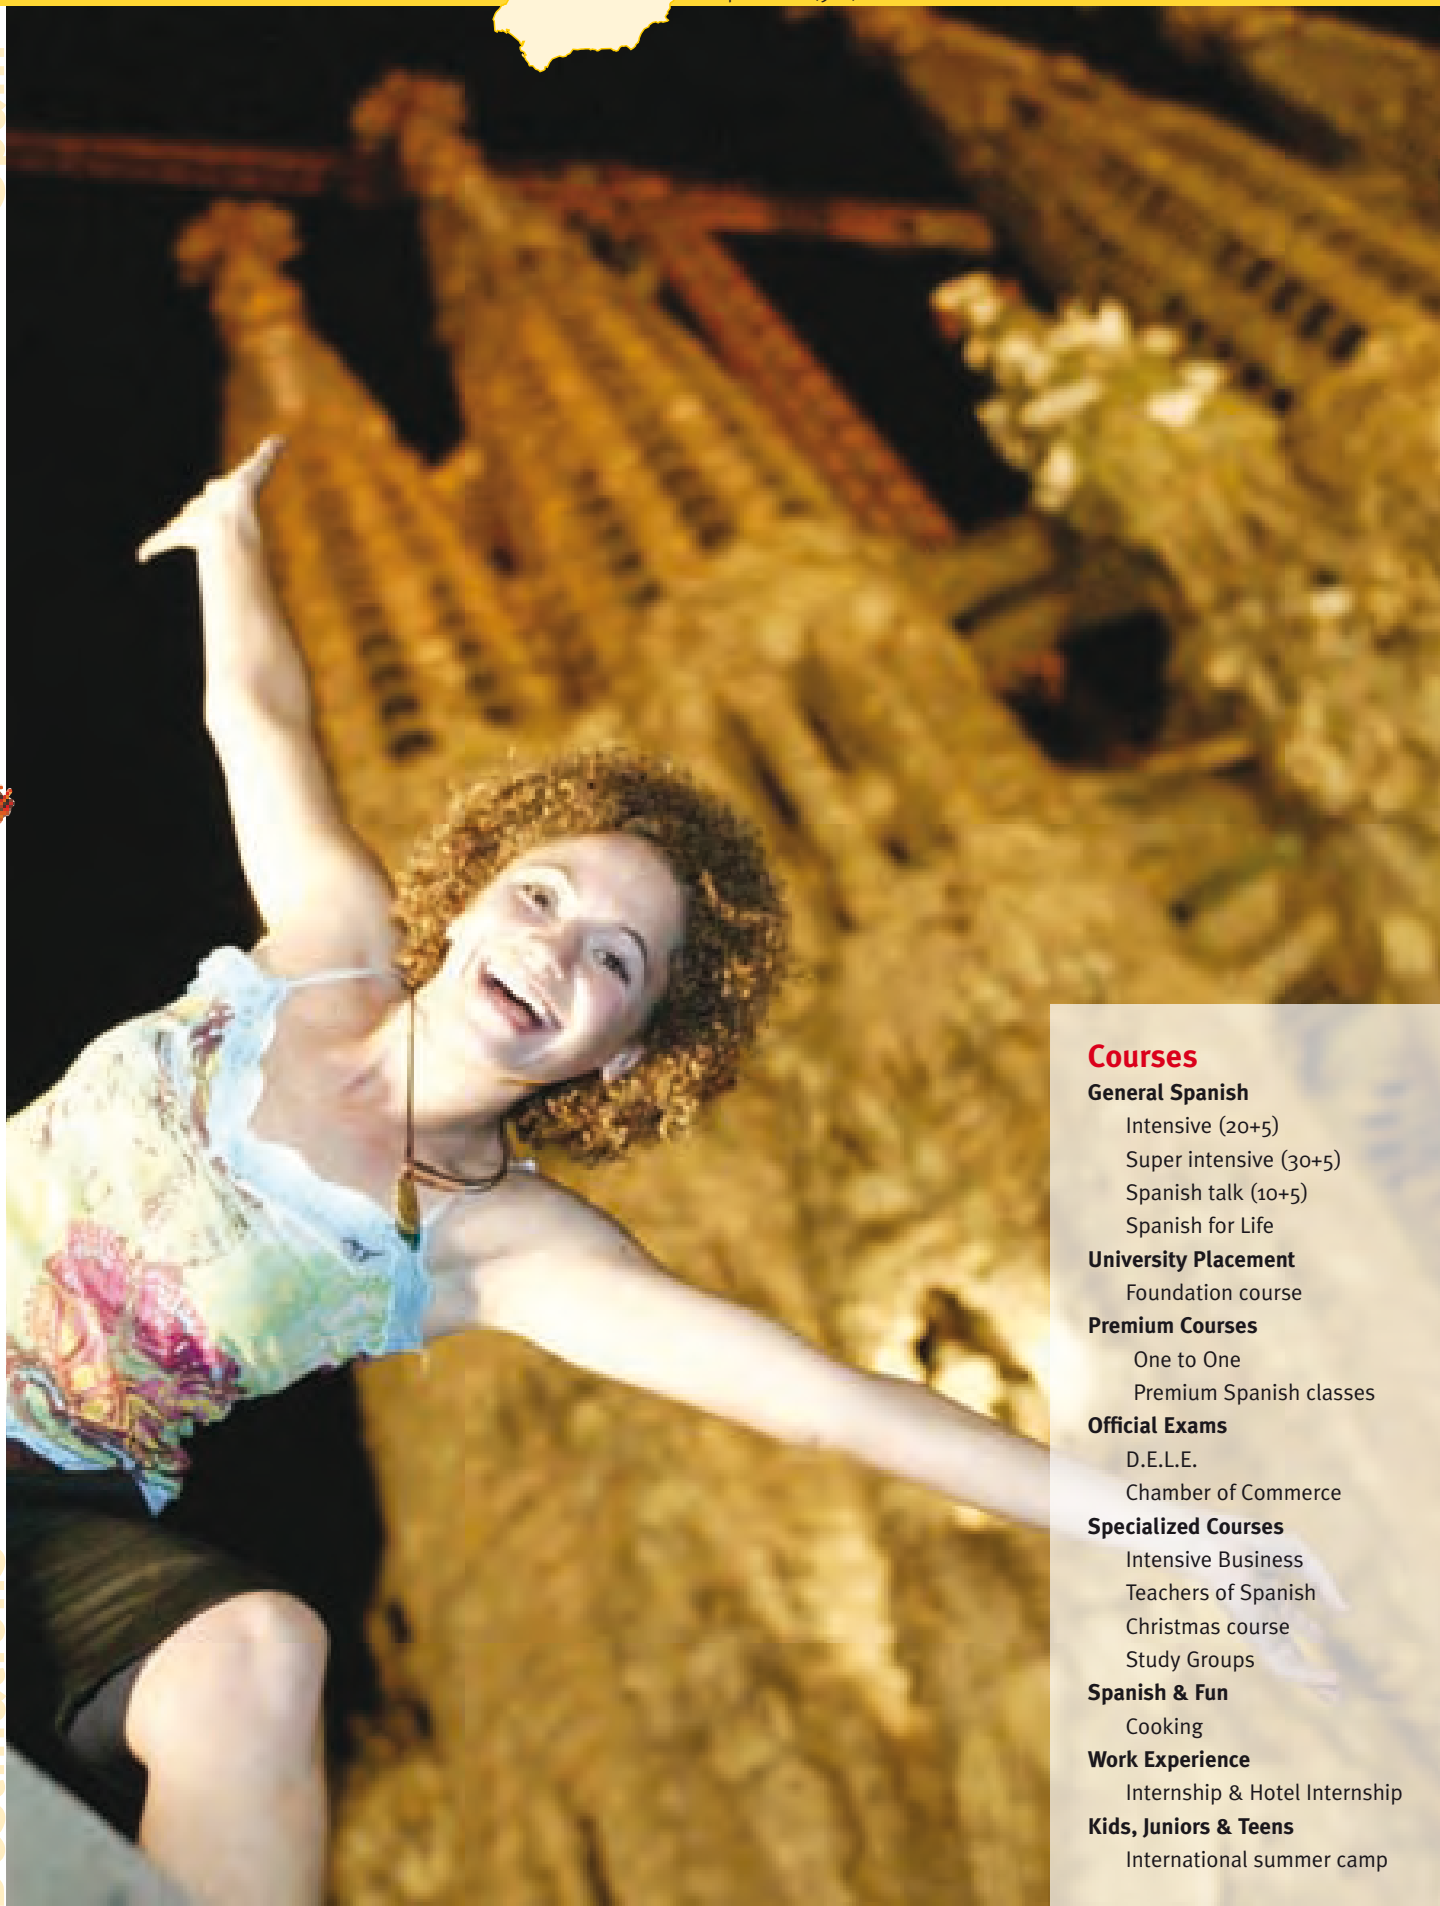 Courses
General Spanish
Intensive (20+5)
Super intensive (30+5)
Spanish talk (10+5)
Spanish for Life
University Placement
Foundation course
Premium Courses
One to One
Premium Spanish classes
Official Exams
D.E.L.E.
Chamber of Commerce
Specialized Courses
Intensive Business
Teachers of Spanish
Christmas course
Study Groups
Spanish & Fun
Cooking
Work Experience
Internship & Hotel Internship
Kids, Juniors & Teens
International summer camp